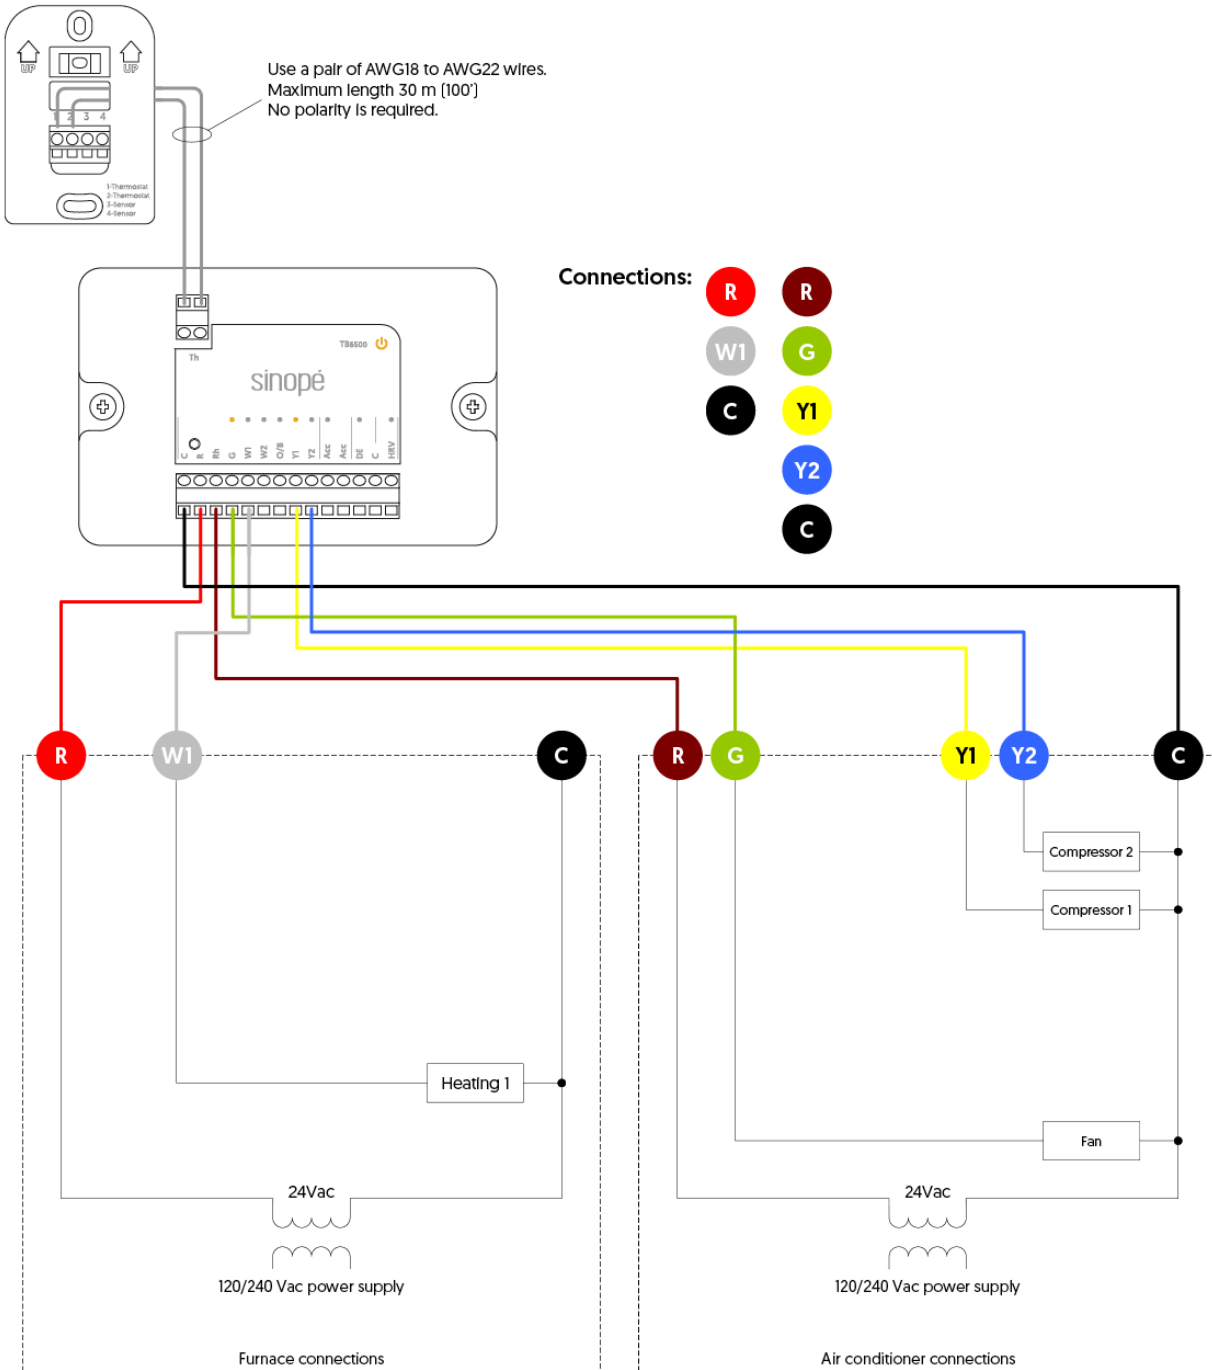 UP
UP
1 2 3 4
1-Thermostat
2-Thermostat
3-Sensor
4-Sensor
Use a pair of AWG18 to AWG22 wires.
Maximum length 30 m (100')
No polarity is required.
Connections:
R R
W1 G
C Y1
Y2
C
Th
TB6500
sinopé
C R Rh G W1 W2 O/B Y1 Y2 Acc Acc DE C HRV
R W1 C R G Y1 Y2 C
Compressor 2
Compressor 1
Heating 1
Fan
24Vac 24Vac
120/240 Vac power supply 120/240 Vac power supply
Furnace connections Air conditioner connections